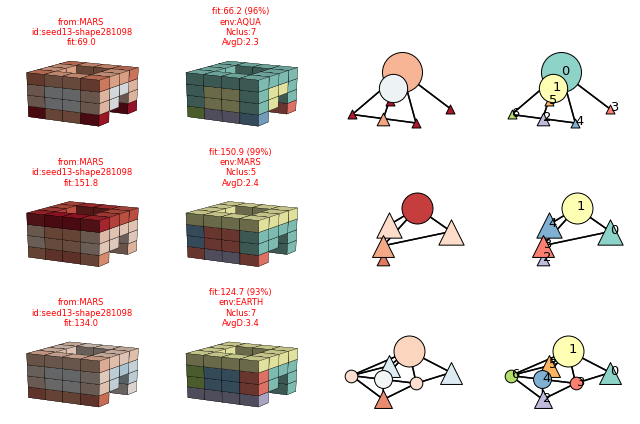 from:MARS
id:seed13-shape281098
fit:69.0
fit:66.2 (96%)
env:AQUA
Nclus:7
AvgD:2.3
0
1
5
6
2
4
3
from:MARS
id:seed13-shape281098
fit:151.8
fit:150.9 (99%)
env:MARS
Nclus:5
AvgD:2.4
1
4
0
3
2
from:MARS
id:seed13-shape281098
fit:134.0
fit:124.7 (93%)
env:EARTH
Nclus:7
AvgD:3.4
1
5
0
6
4
3
2